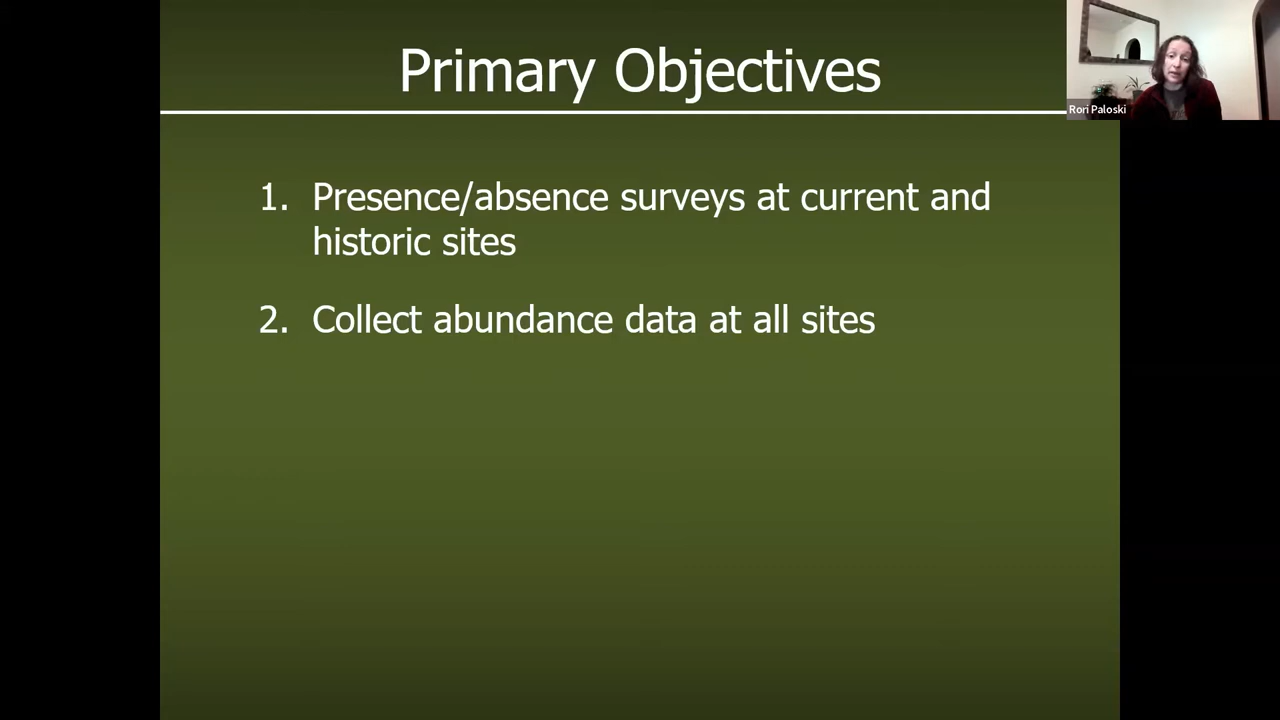 Primary Objectives
Rori Paloski
1. Presence/absence surveys at current and
historic sites
2. Collect abundance data at all sites